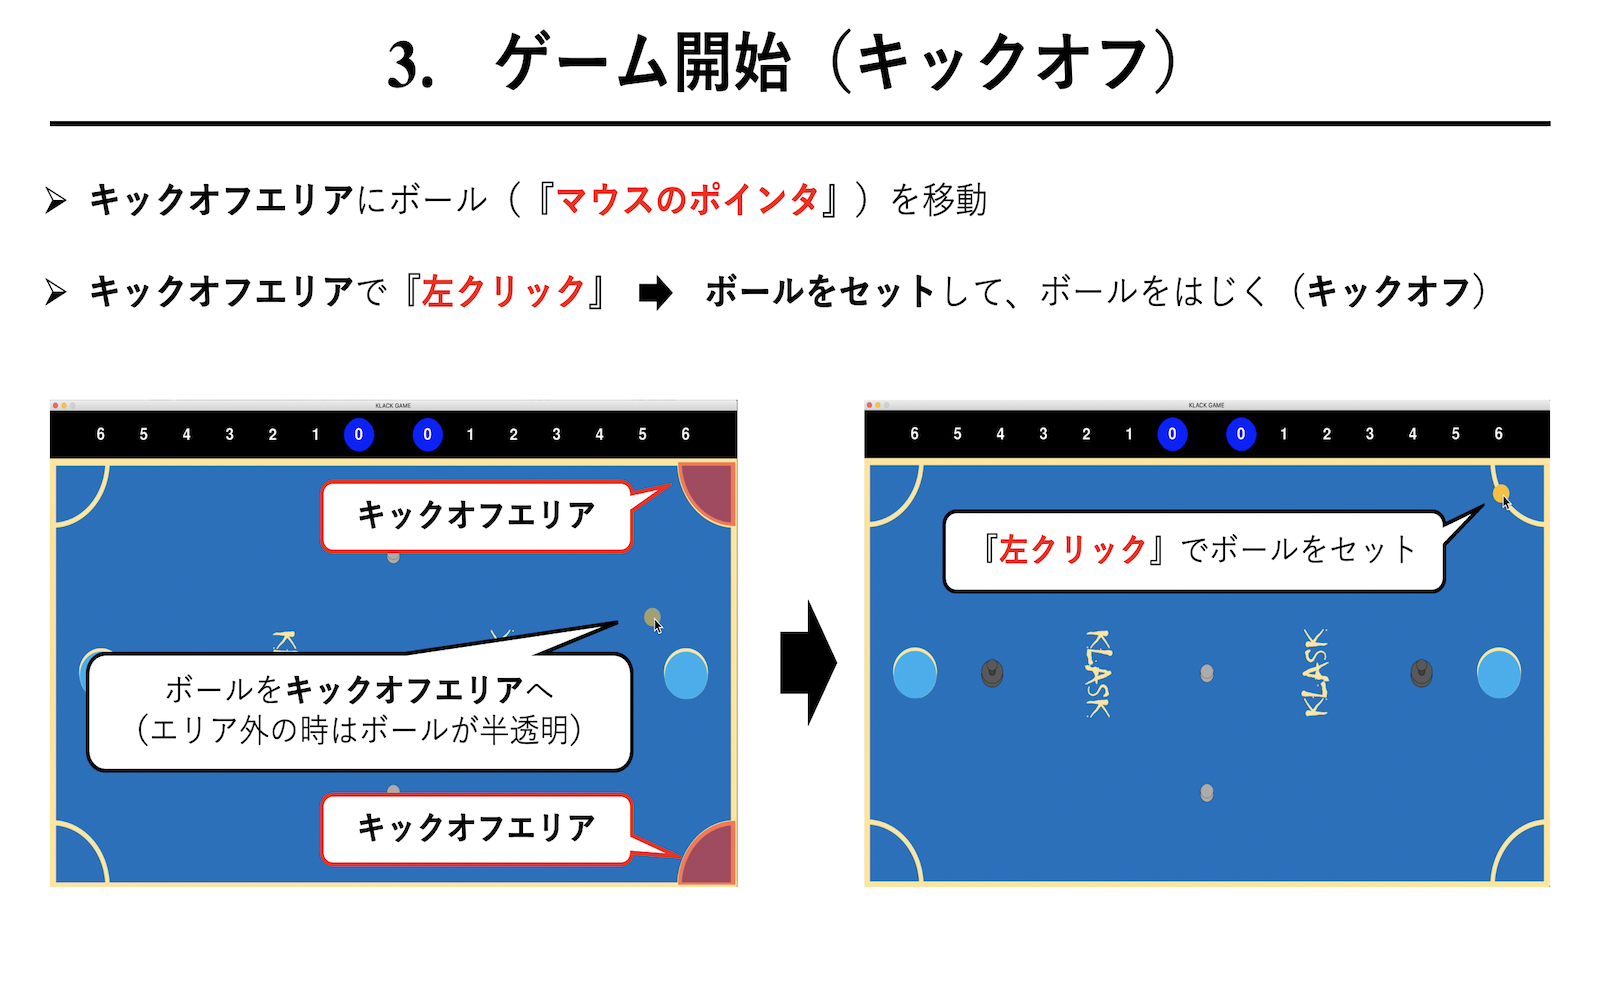 3. ゲーム開始（キックオフ）
キックオフエリアにボール（『マウスのポインタ』）を移動
キックオフエリアで『左クリック』 ➡ ボールをセットして、ボールをはじく（キックオフ）
KLACK GAME
6 5 4 3 2 1 0 0 1 2 3 4 5 6
キックオフエリア
ボールをキックオフエリアへ
（エリア外の時はボールが半透明）
キックオフエリア
KLACK GAME
6 5 4 3 2 1 0 0 1 2 3 4 5 6
『左クリック』でボールをセット
KLASK
KLASK